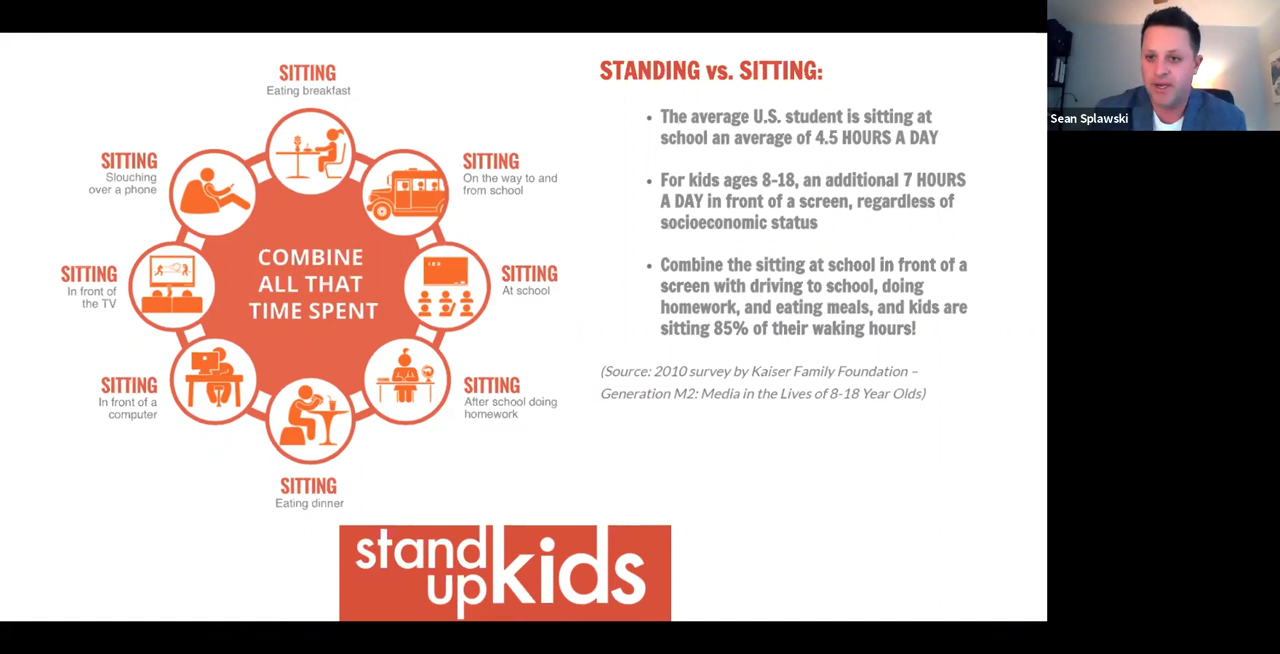 SITTING
Eating breakfast
SITTING
Slouching
over a phone
SITTING
On the way to and
from school
SITTING
In front of
the TV
COMBINE
ALL THAT
TIME SPENT
SITTING
At school
SITTING
In front of a
computer
SITTING
After school doing
homework
SITTING
Eating dinner
STANDING vs. SITTING:
• The average U.S. student is sitting at
school an average of 4.5 HOURS A DAY
• For kids ages 8-18, an additional 7 HOURS
A DAY in front of a screen, regardless of
socioeconomic status
• Combine the sitting at school in front of a
screen with driving to school, doing
homework, and eating meals, and kids are
sitting 85% of their waking hours!
(Source: 2010 survey by Kaiser Family Foundation –
Generation M2: Media in the Lives of 8-18 Year Olds)
stand
up kids
Sean Splawski